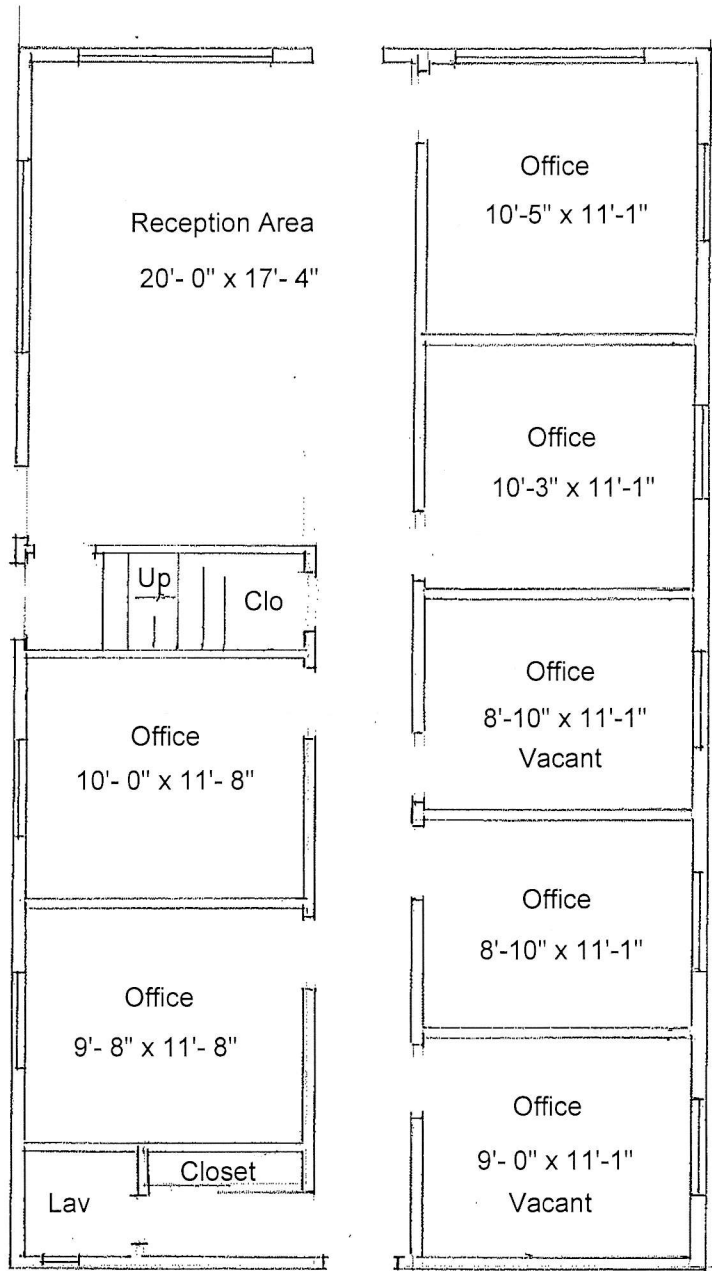 Reception Area
20'- 0" x 17'- 4"
Up
Clo
Office
10'- 0" x 11'- 8"
Office
9'- 8" x 11'- 8"
Closet
Lav
Office
10'-5" x 11'-1"
Office
10'-3" x 11'-1"
Office
8'-10" x 11'-1"
Vacant
Office
8'-10" x 11'-1"
Office
9'- 0" x 11'-1"
Vacant